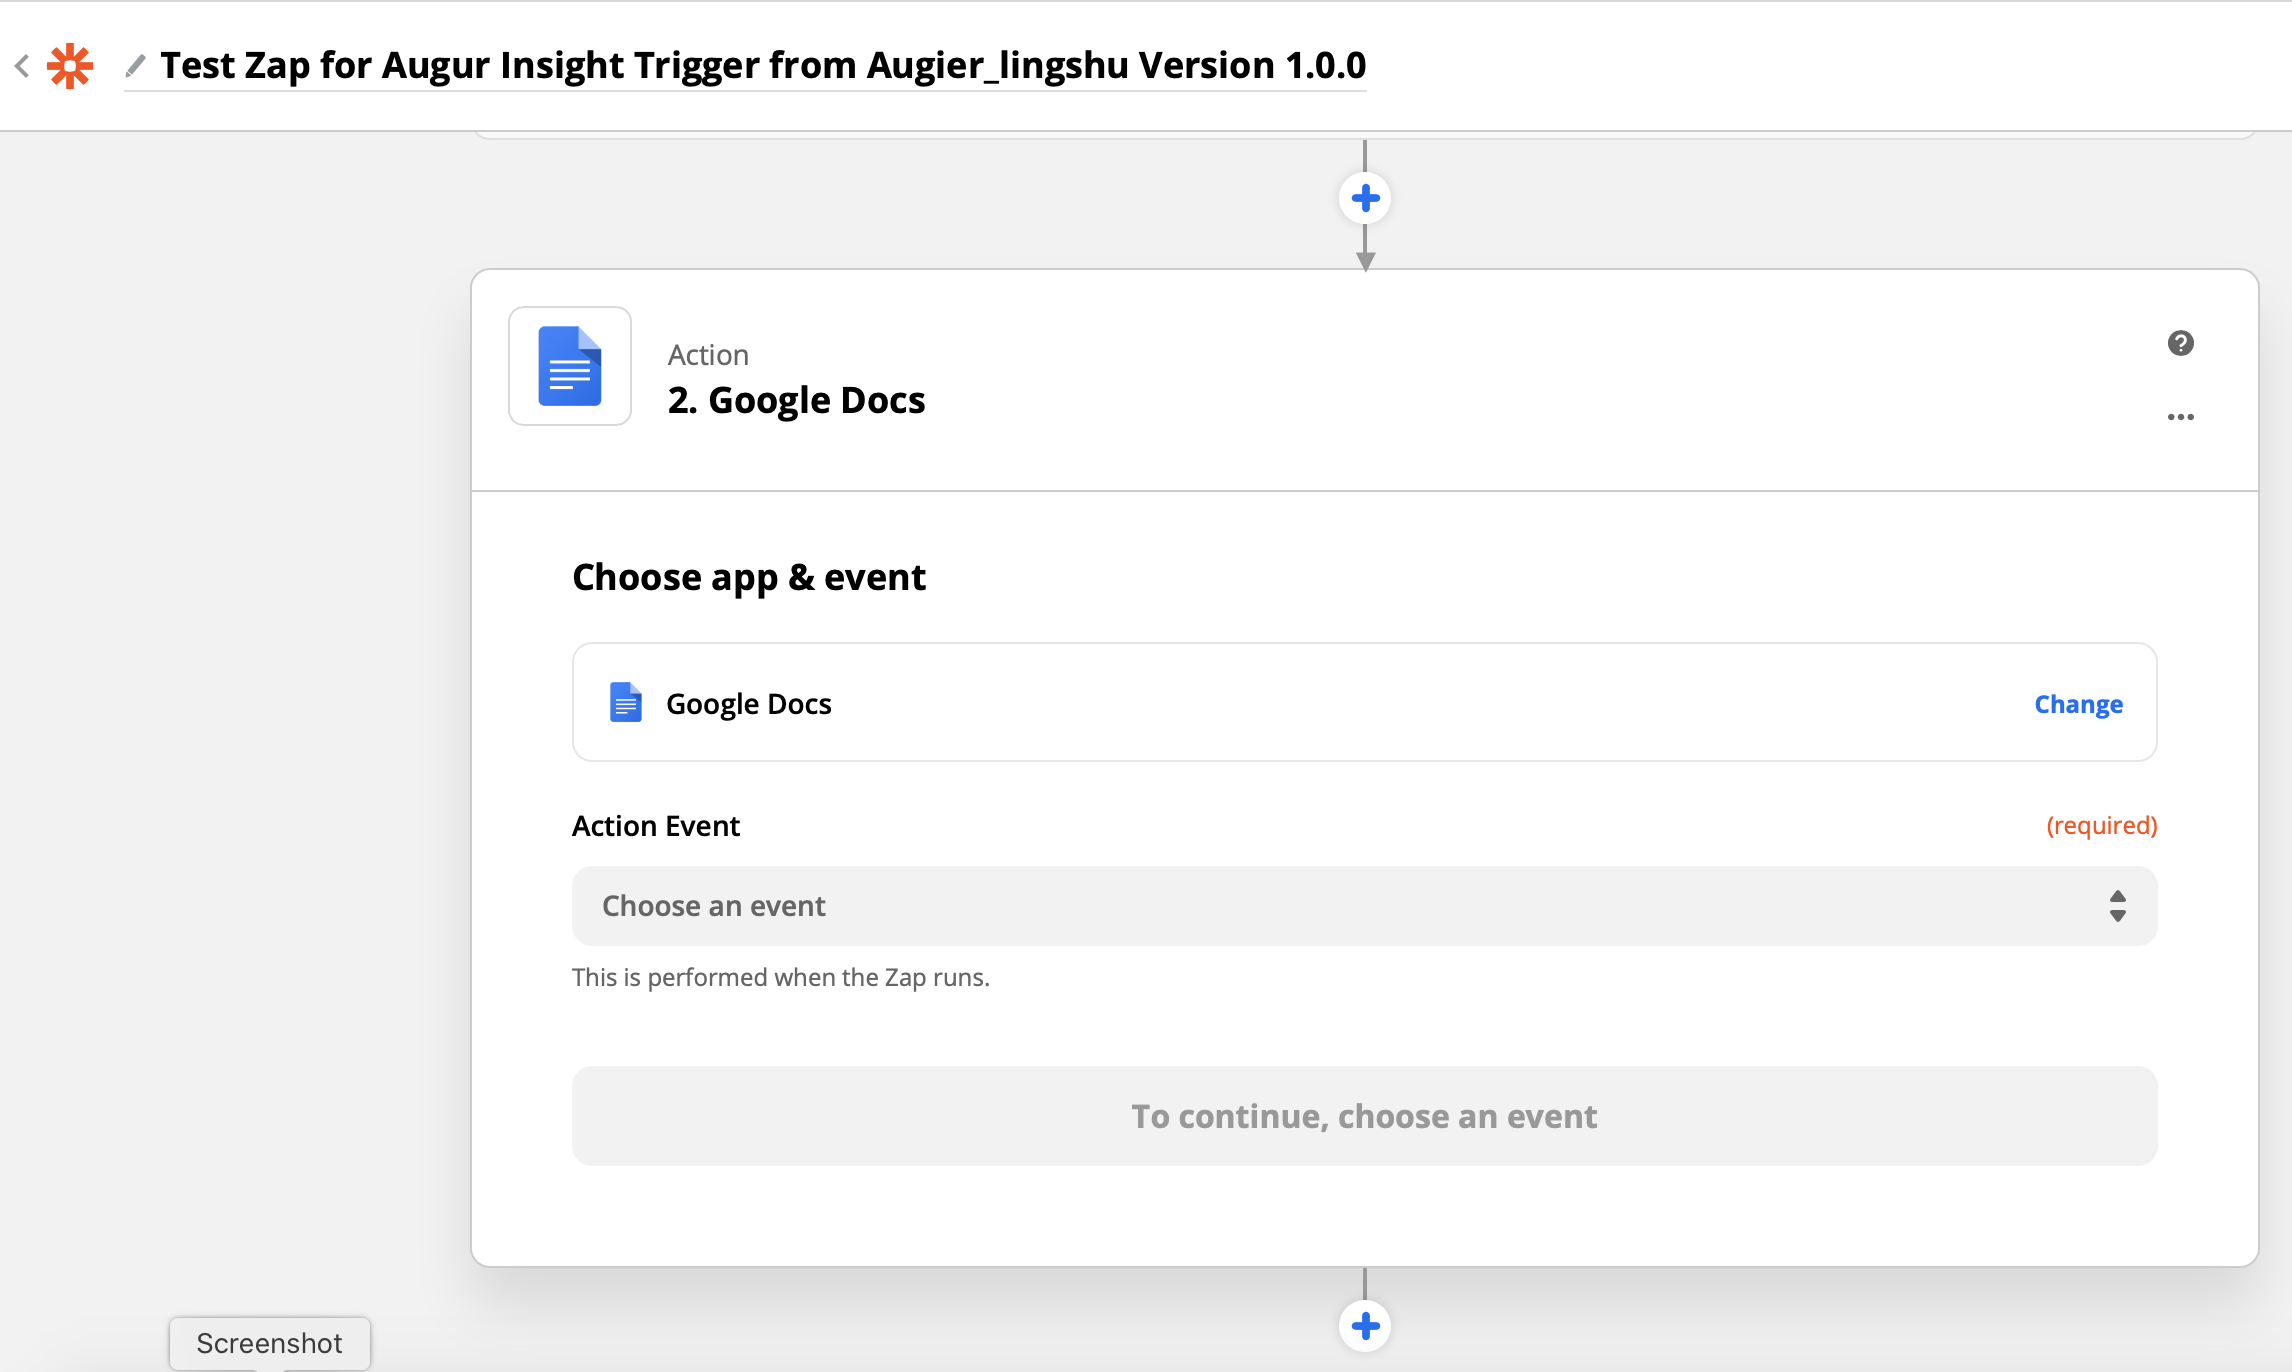 Test Zap for Augur Insight Trigger from Augier_lingshu Version 1.0.0
Action
2. Google Docs
Choose app & event
Google Docs
Change
Action Event
(required)
Choose an event
This is performed when the Zap runs.
To continue, choose an event
Screenshot